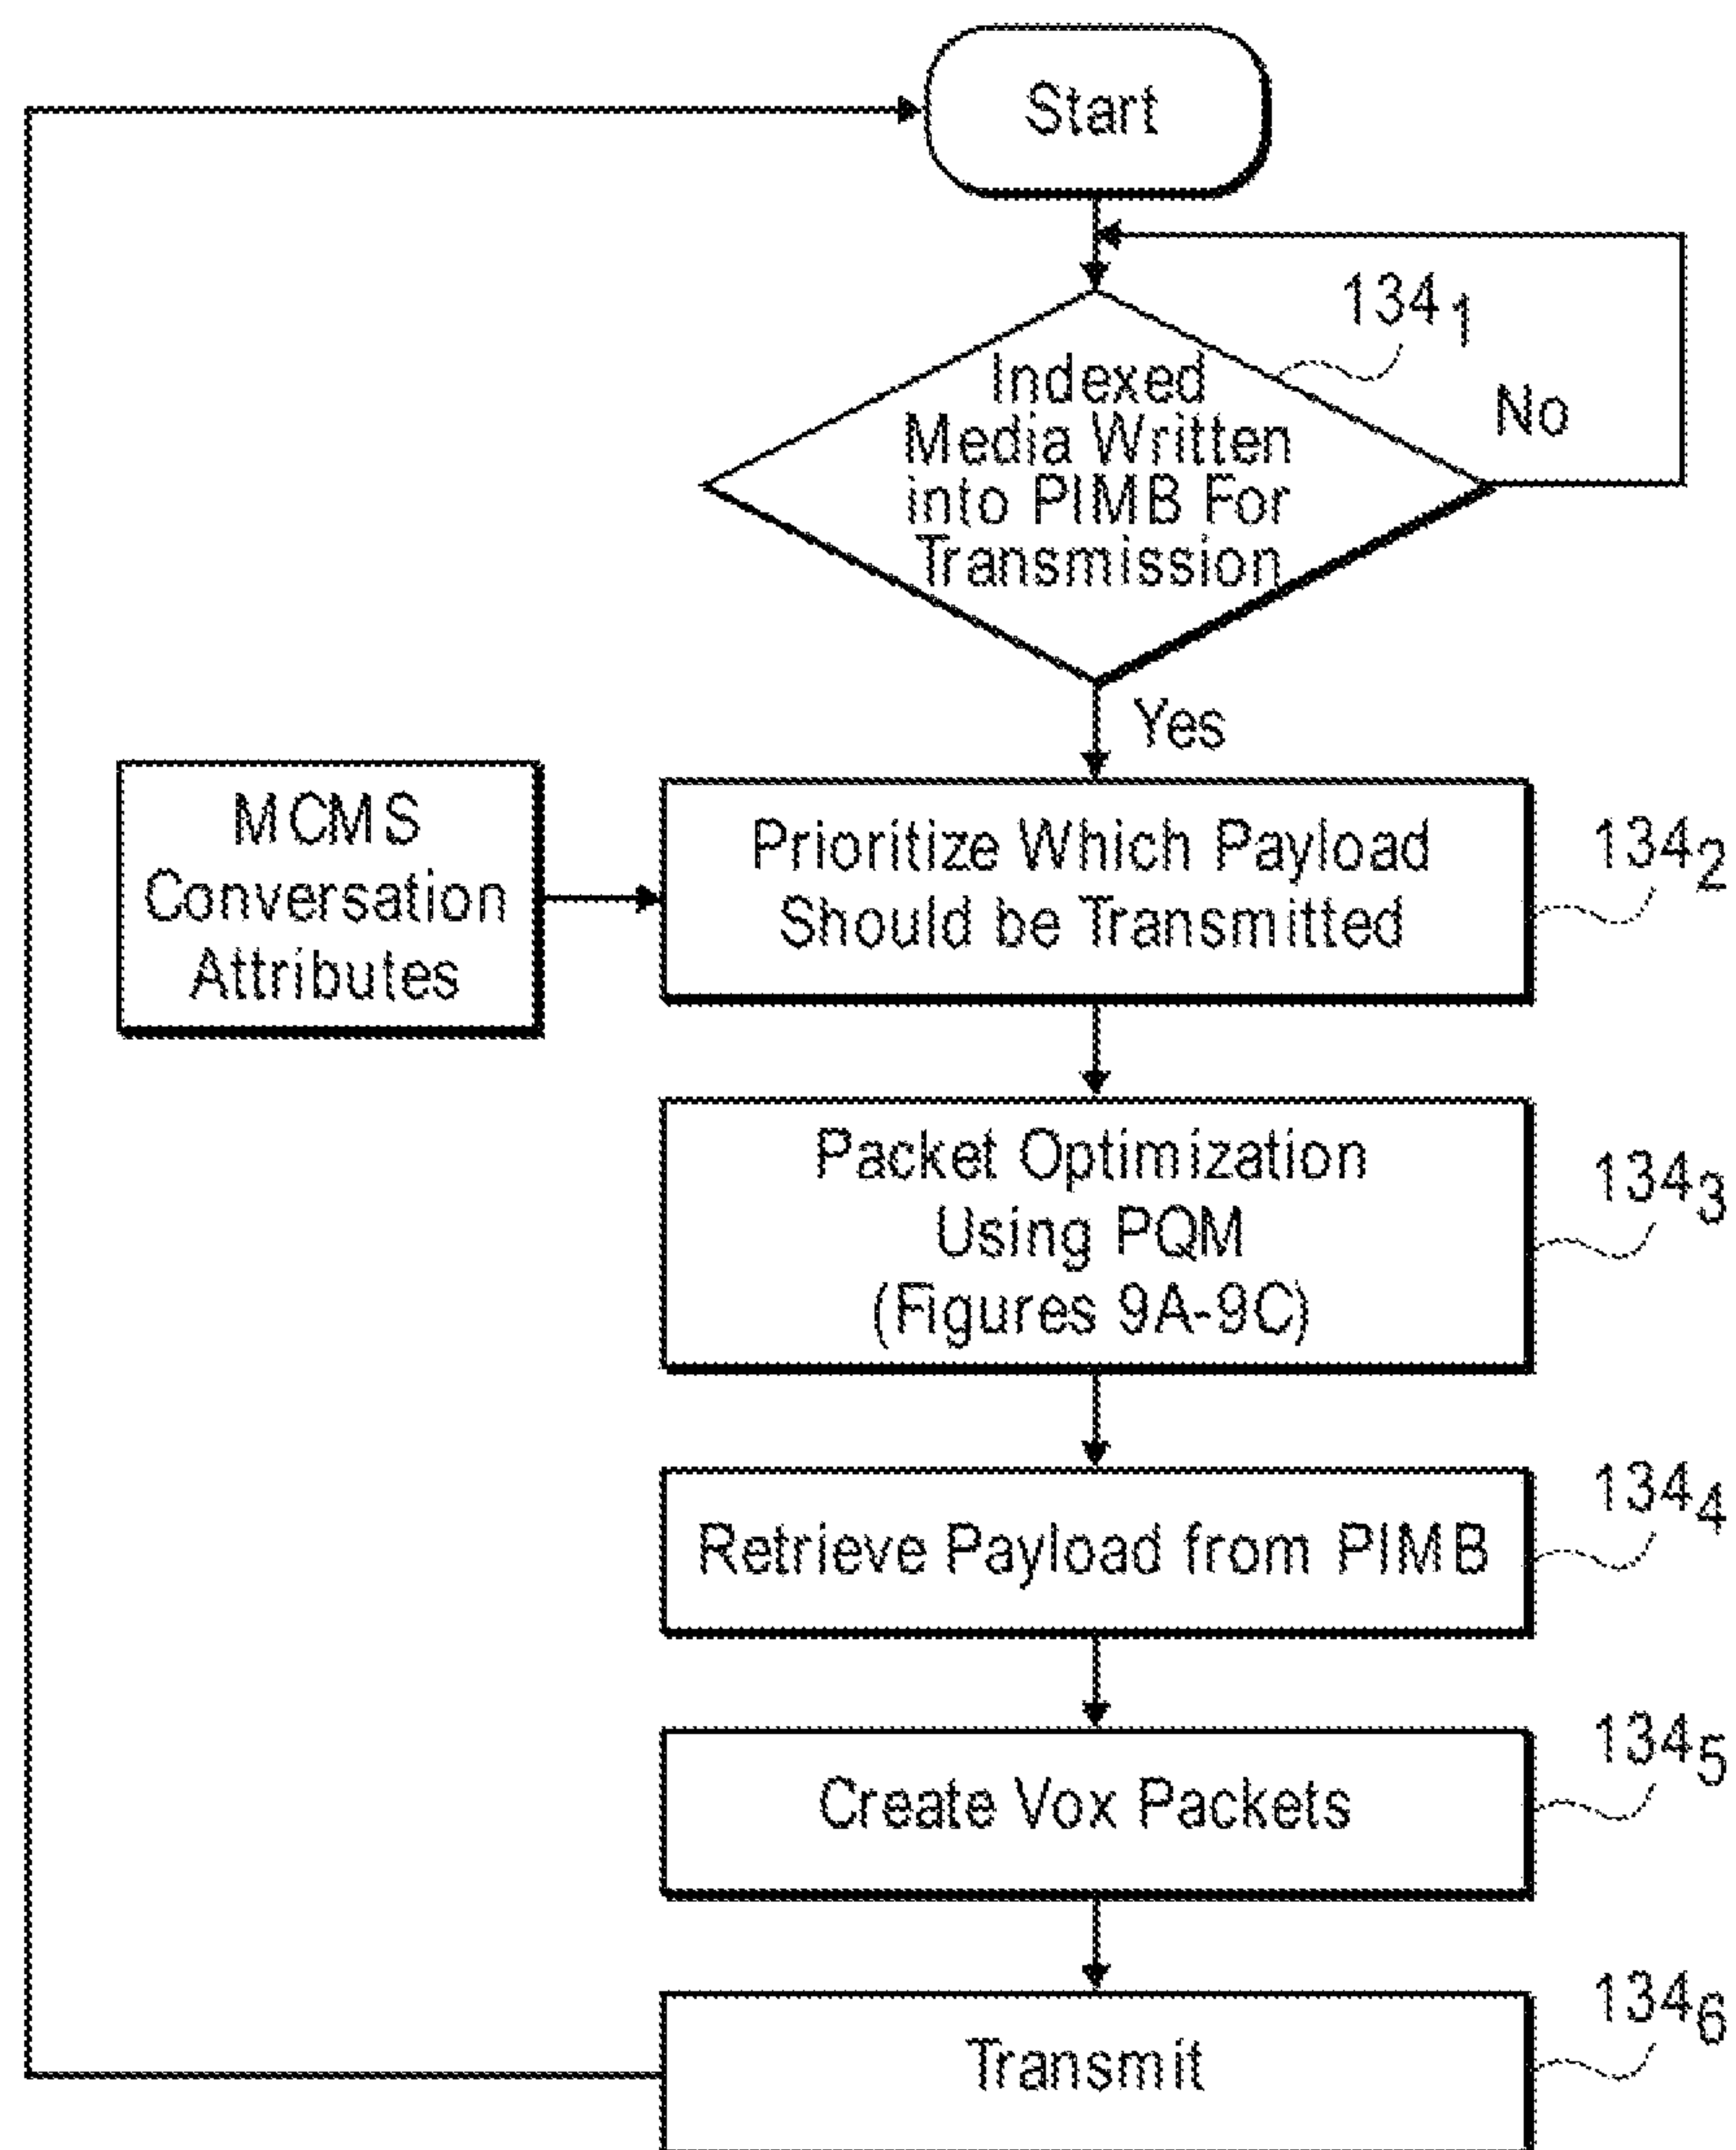 Start
134₁
Indexed
Media Written
into PIMB For
Transmission
No
Yes
MCMS
Conversation
Attributes
Prioritize Which Payload
Should be Transmitted
134₂
Packet Optimization
Using PQM
(Figures 9A-9C)
134₃
Retrieve Payload from PIMB
134₄
Create Vox Packets
134₅
Transmit
134₆